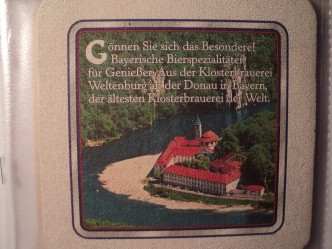 Gönnen Sie sich das Besondere!
Bayerische Bierspezialitäten
für Genießer. Aus der Klosterbrauerei
Weltenburg an der Donau in Bayern,
der ältesten Klosterbrauerei der Welt.